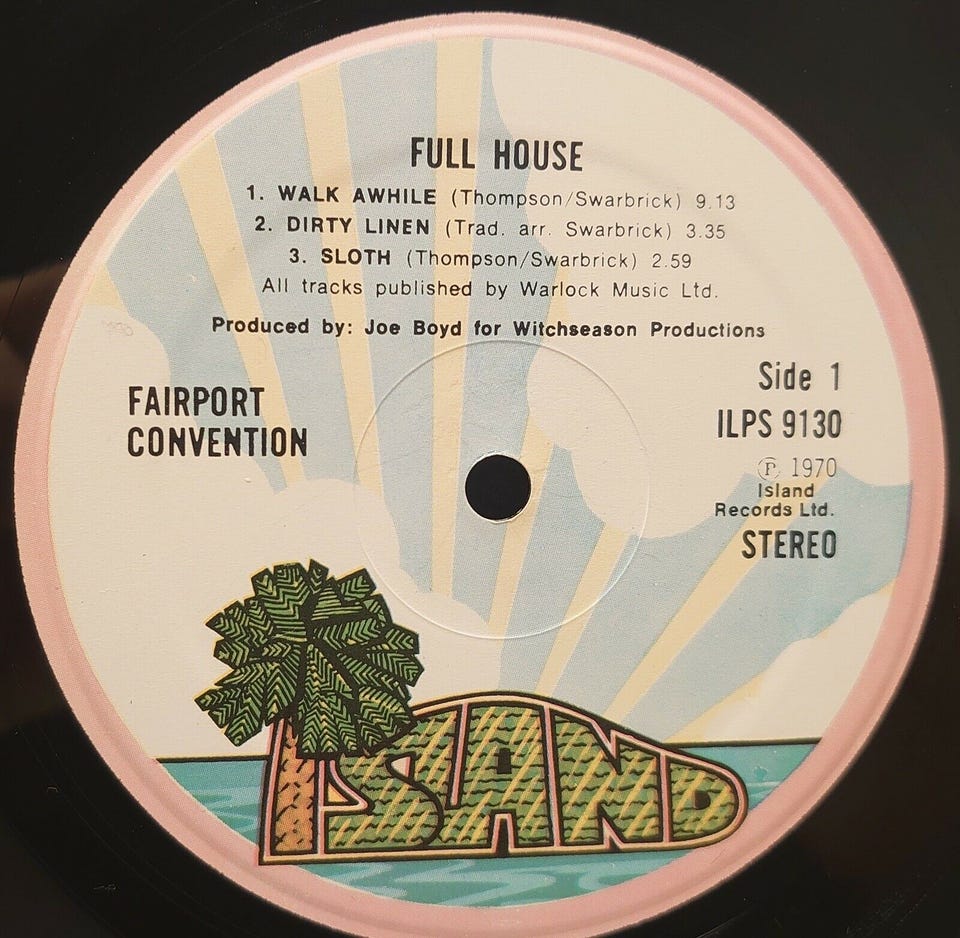 FULL HOUSE
1. WALK AWHILE (Thompson/Swarbrick) 9.13
2. DIRTY LINEN (Trad. arr. Swarbrick) 3.35
3. SLOTH (Thompson/Swarbrick) 2.59
All tracks published by Warlock Music Ltd.
Produced by: Joe Boyd for Witchseason Productions
FAIRPORT
CONVENTION
Side 1
ILPS 9130
℗ 1970
Island
Records Ltd.
STEREO
ISLAND